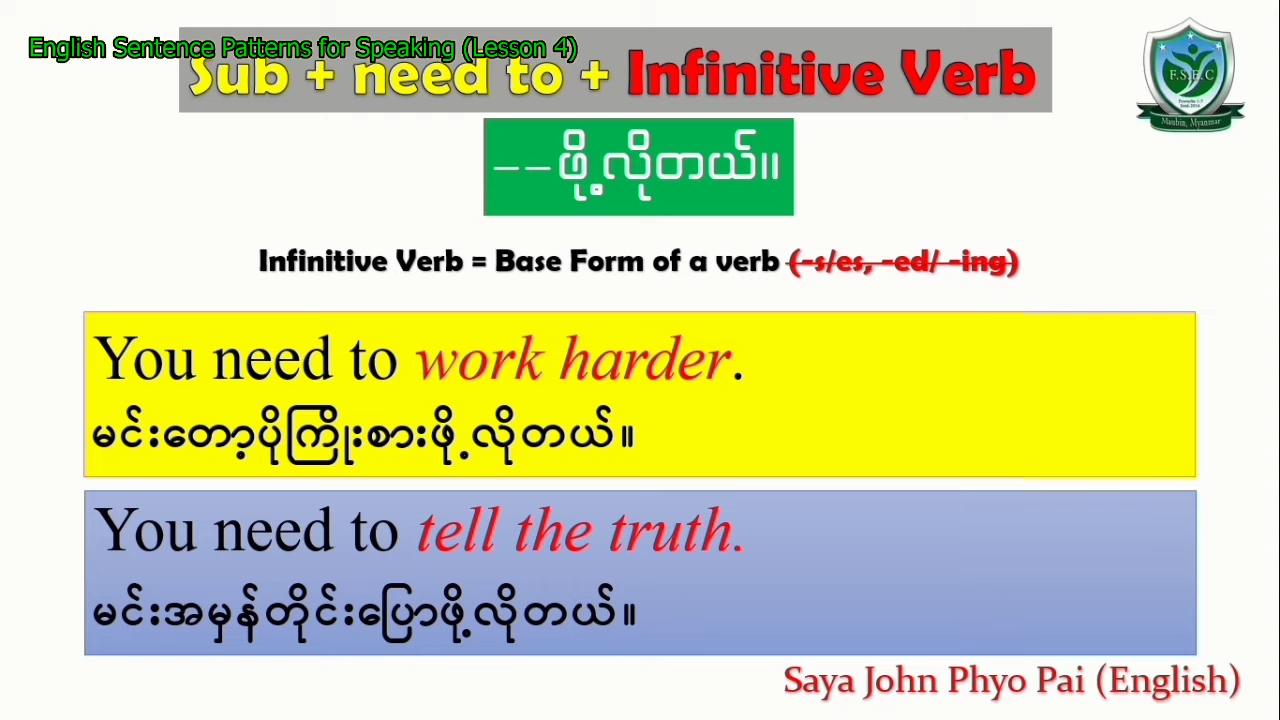 English Sentence Patterns for Speaking (Lesson 4)
Sub + need to + Infinitive Verb
F.S.E.C
Maubin, Myanmar
--ဖို့လိုတယ်။
Infinitive Verb = Base Form of a verb (-s/es, -ed/ -ing)
You need to work harder.
မင်းတော့ပိုကြိုးစားဖို့လိုတယ်။
You need to tell the truth.
မင်းအမှန်တိုင်းပြောဖို့လိုတယ်။
Saya John Phyo Pai (English)